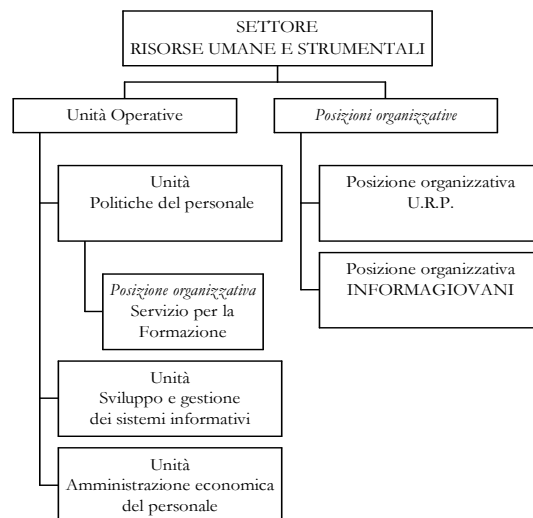 SETTORE
RISORSE UMANE E STRUMENTALI
Unità Operative
Posizioni organizzative
Unità
Politiche del personale
Posizione organizzativa
U.R.P.
Posizione organizzativa
Servizio per la
Formazione
Posizione organizzativa
INFORMAGIOVANI
Unità
Sviluppo e gestione
dei sistemi informativi
Unità
Amministrazione economica
del personale